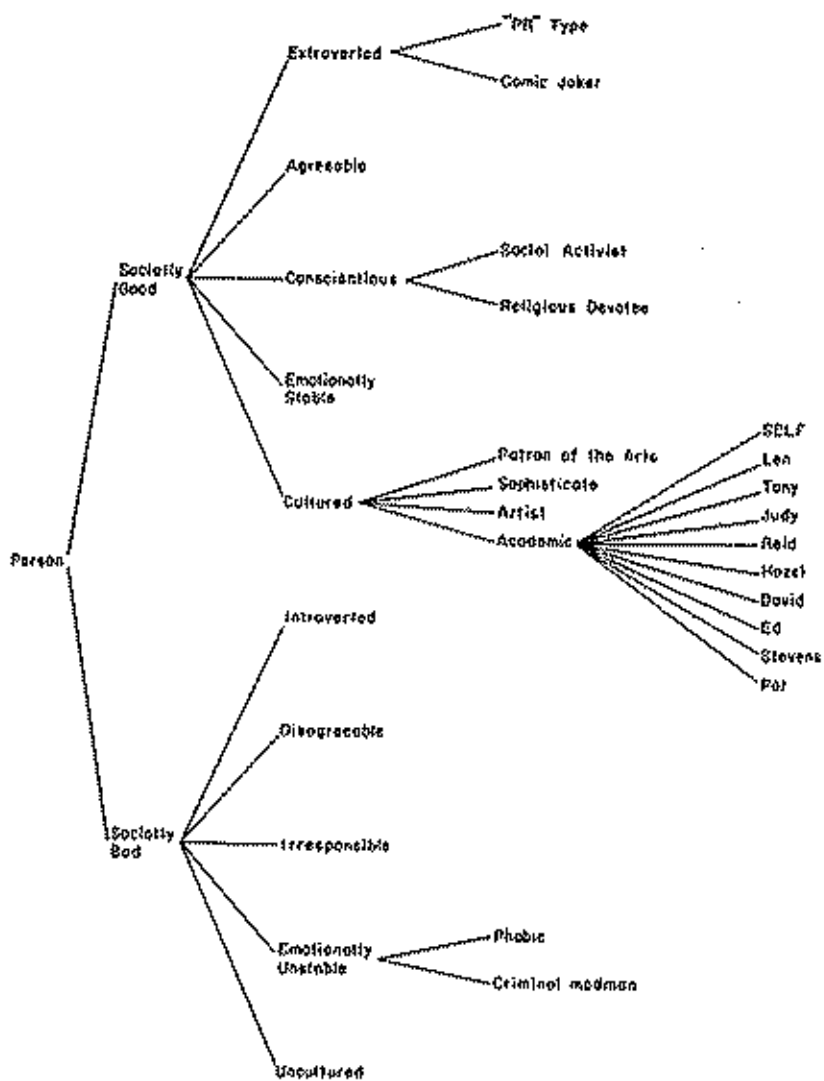 "PR" Type
Extroverted
Comic Joker
Agreeable
Socially
Good
Social Activist
Conscientious
Religious Devotee
Emotionally
Stable
SELF
Patron of the Arts
Len
Sophisticate
Tony
Cultured
Artist
Judy
Academic
Reid
Person
Hazel
David
Ed
Introverted
Stevens
Disagreeable
Socially
Bad
Irresponsible
Phobic
Emotionally
Unstable
Criminal madman
Uncultured